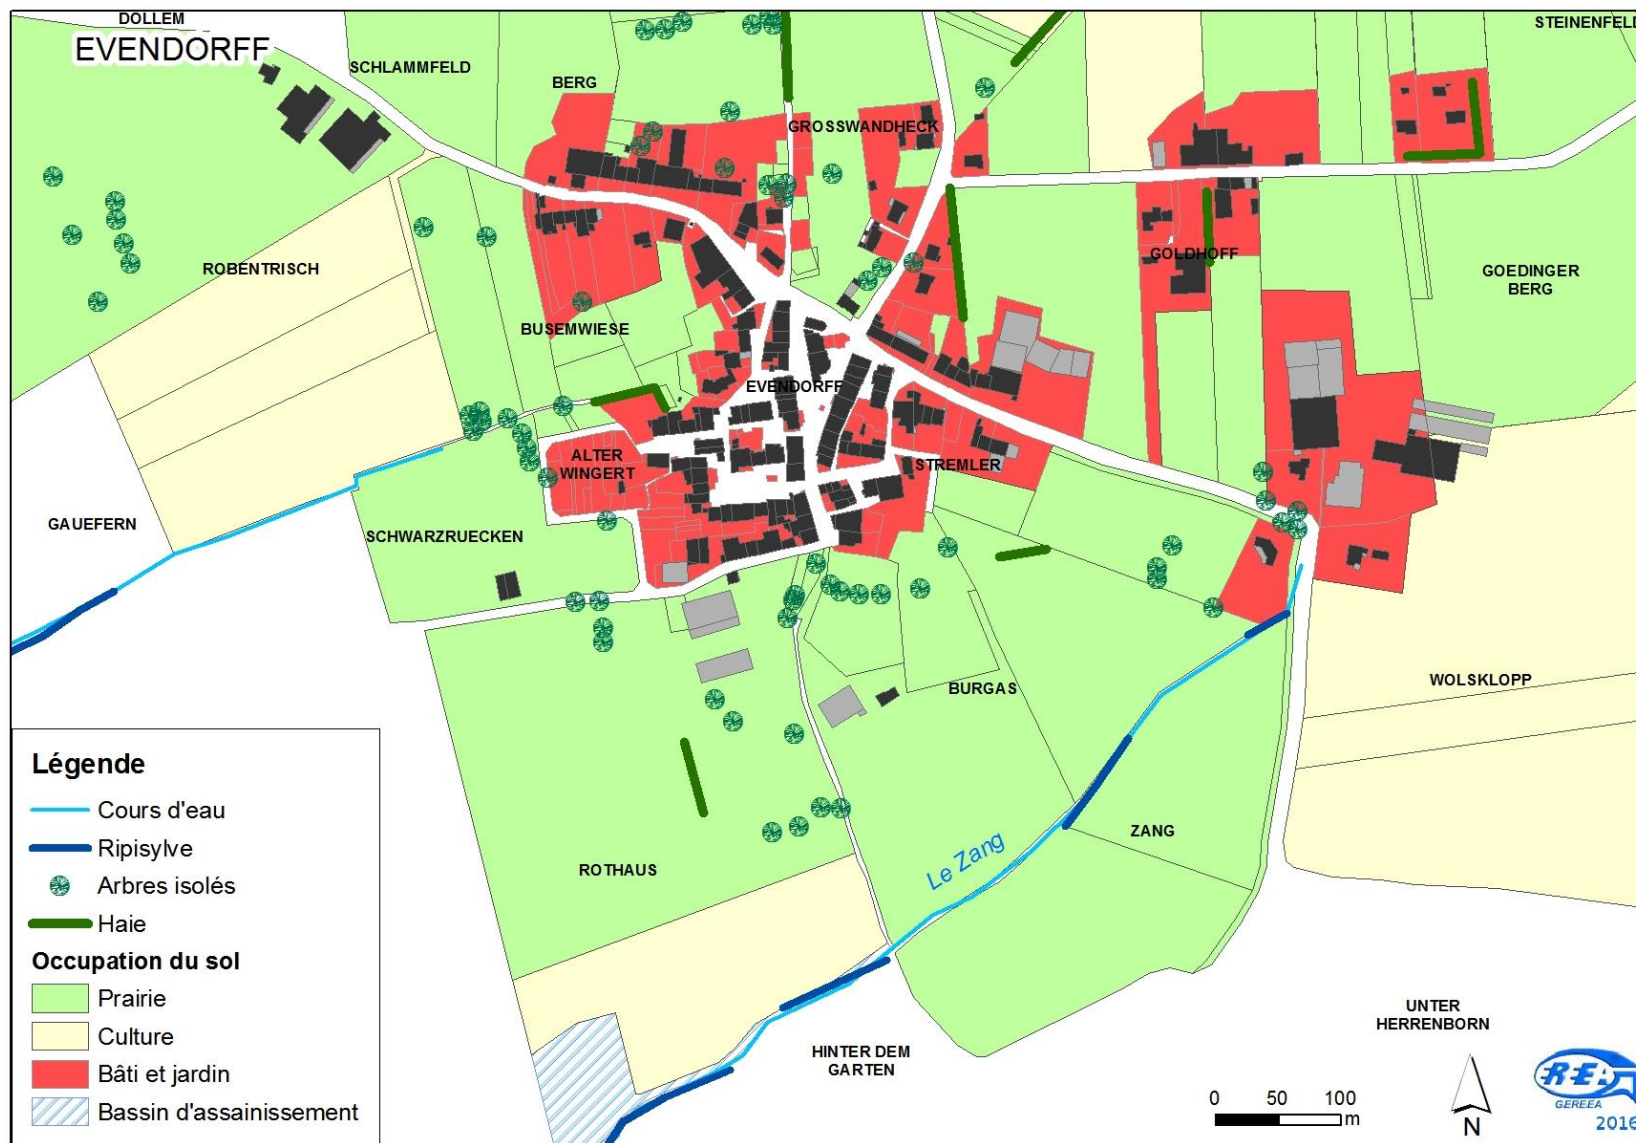 DOLLEM
EVENDORFF
STEINENFELD
SCHLAMMFELD
BERG
GROSSWANDHECK
ROBENTRISCH
GOLDHOFF
GOEDINGER
BERG
BUSEMWIESE
EVENDORFF
ALTER
WINGERT
STREMLER
GAUEFERN
SCHWARZRUECKEN
BURGAS
WOLSKLOPP
ZANG
Le Zang
ROTHAUS
UNTER
HERRENBORN
HINTER DEM
GARTEN
Légende
Cours d'eau
Ripisylve
Arbres isolés
Haie
Occupation du sol
Prairie
Culture
Bâti et jardin
Bassin d'assainissement
0 50 100
m
N
GEREEA
2016